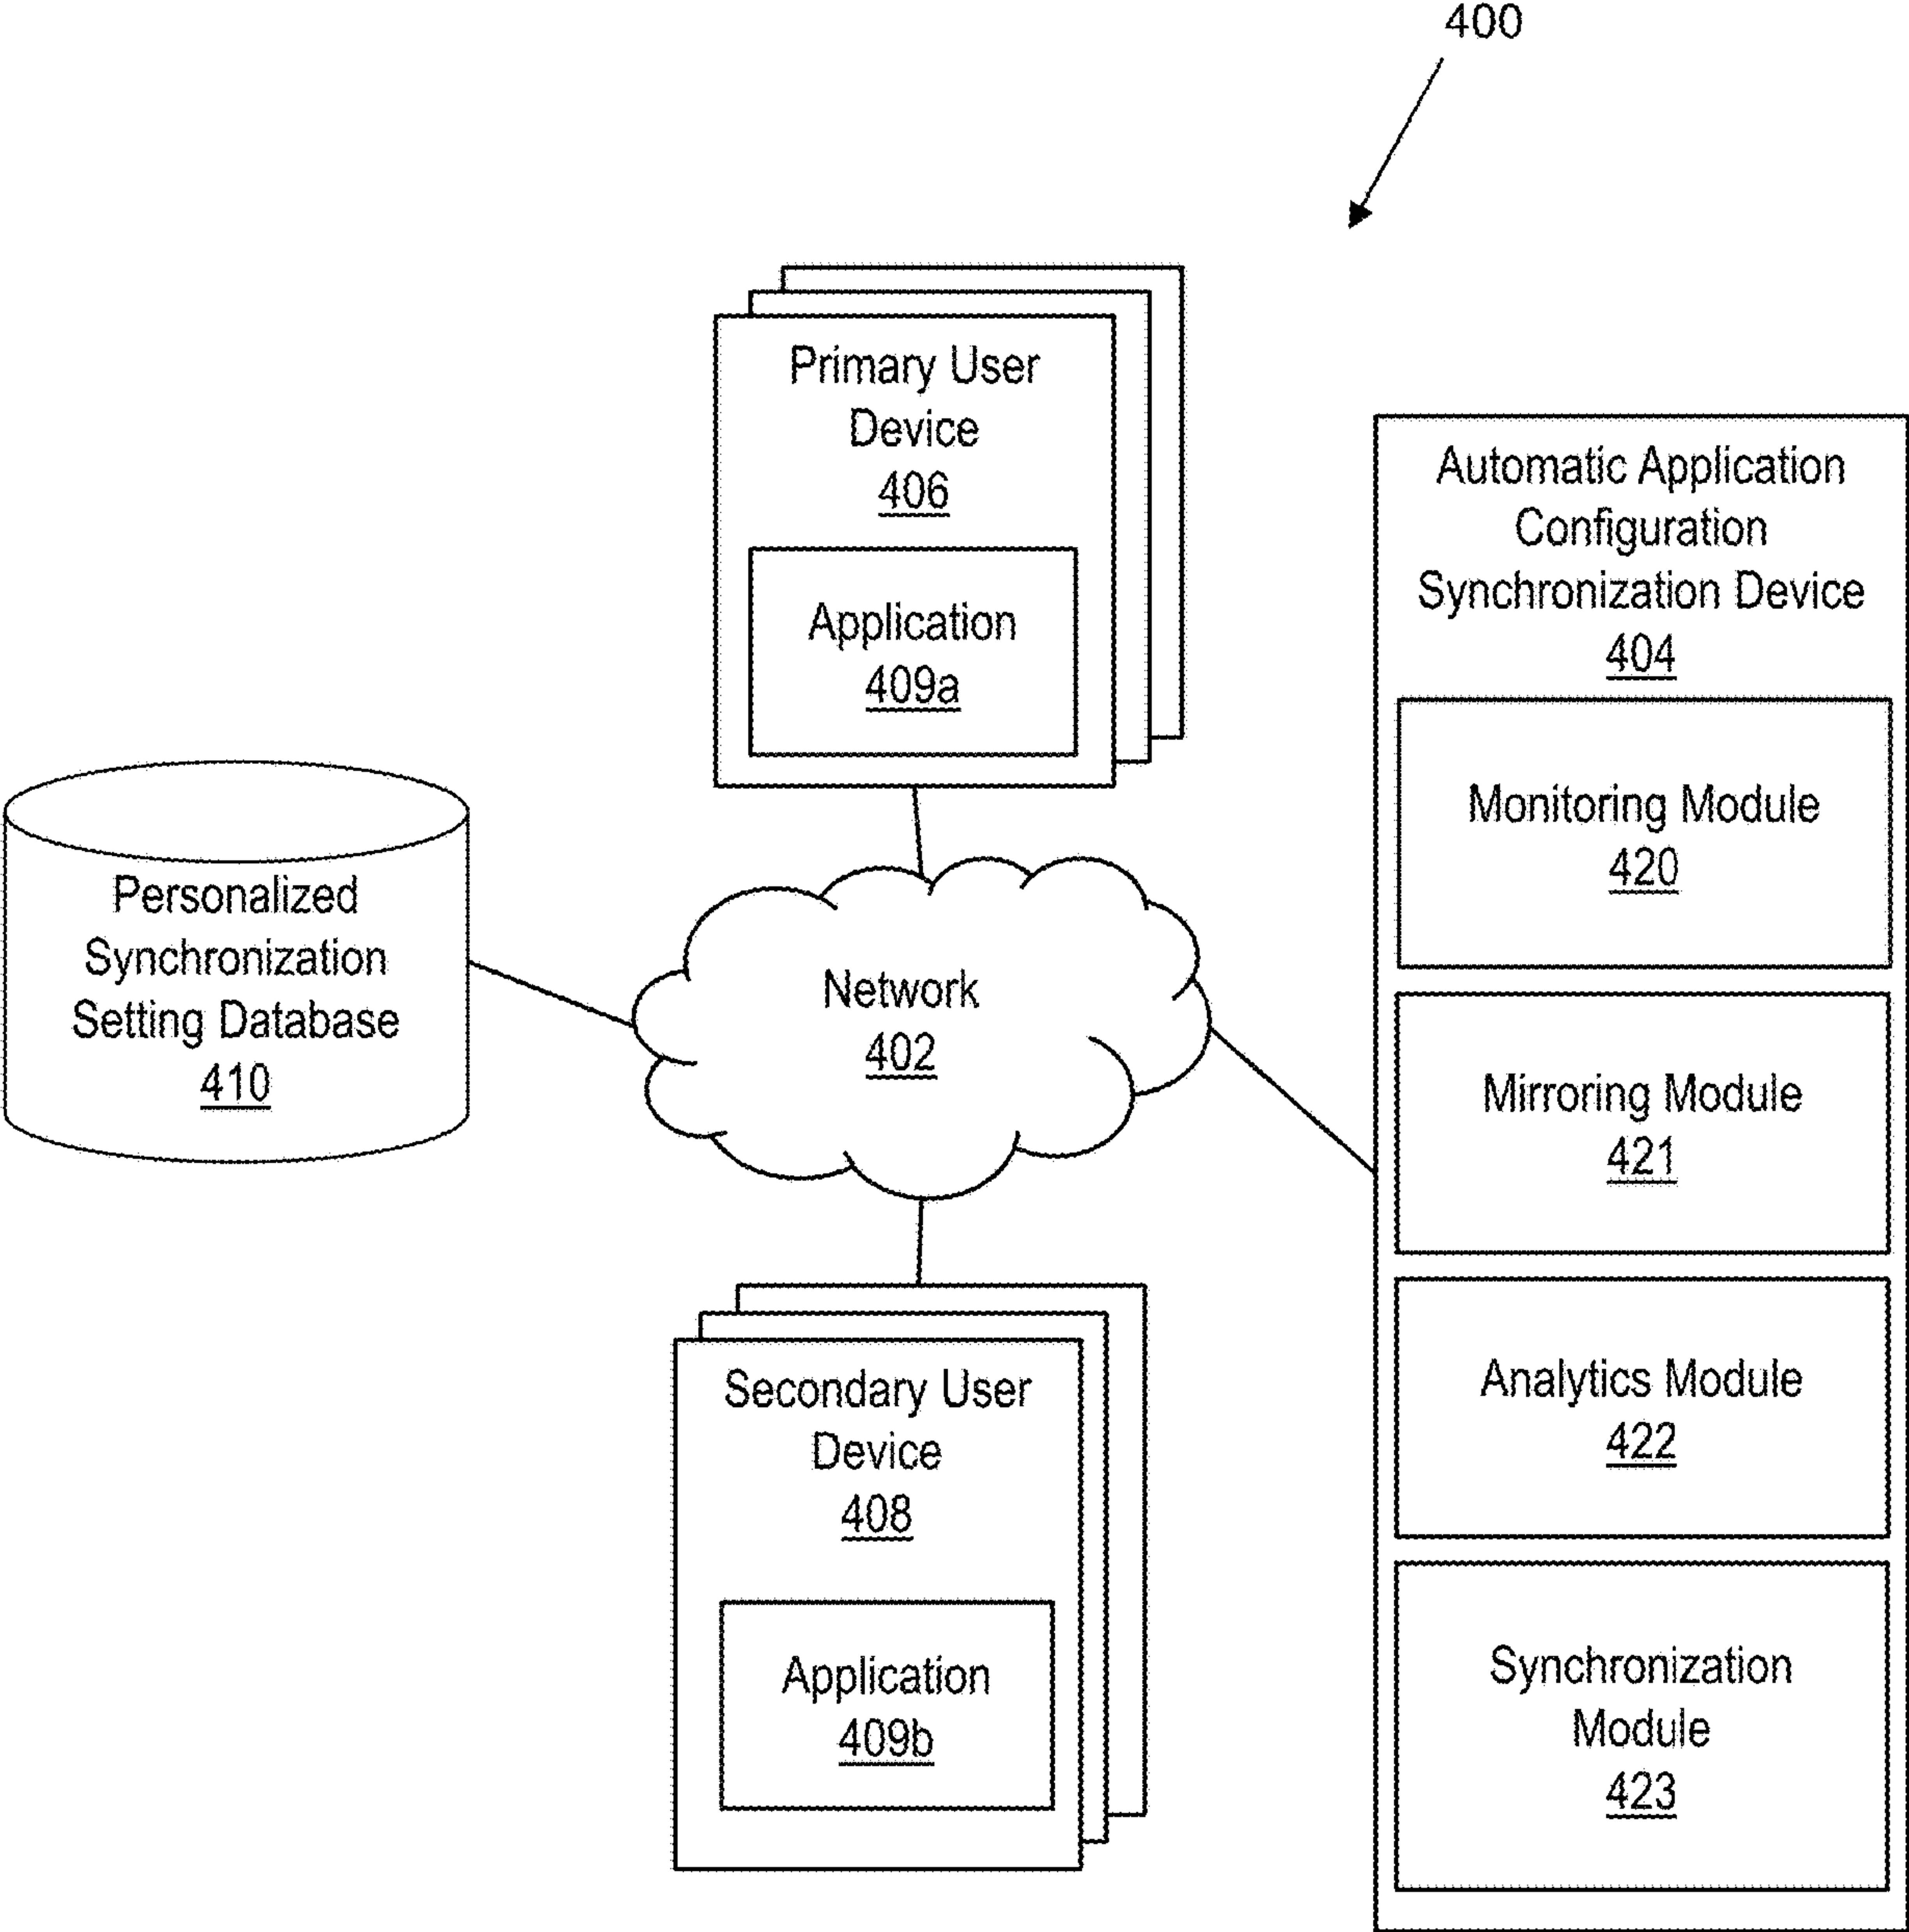 400
Primary User
Device
406
Application
409a
Automatic Application
Configuration
Synchronization Device
404
Monitoring Module
420
Mirroring Module
421
Analytics Module
422
Synchronization
Module
423
Personalized
Synchronization
Setting Database
410
Network
402
Secondary User
Device
408
Application
409b